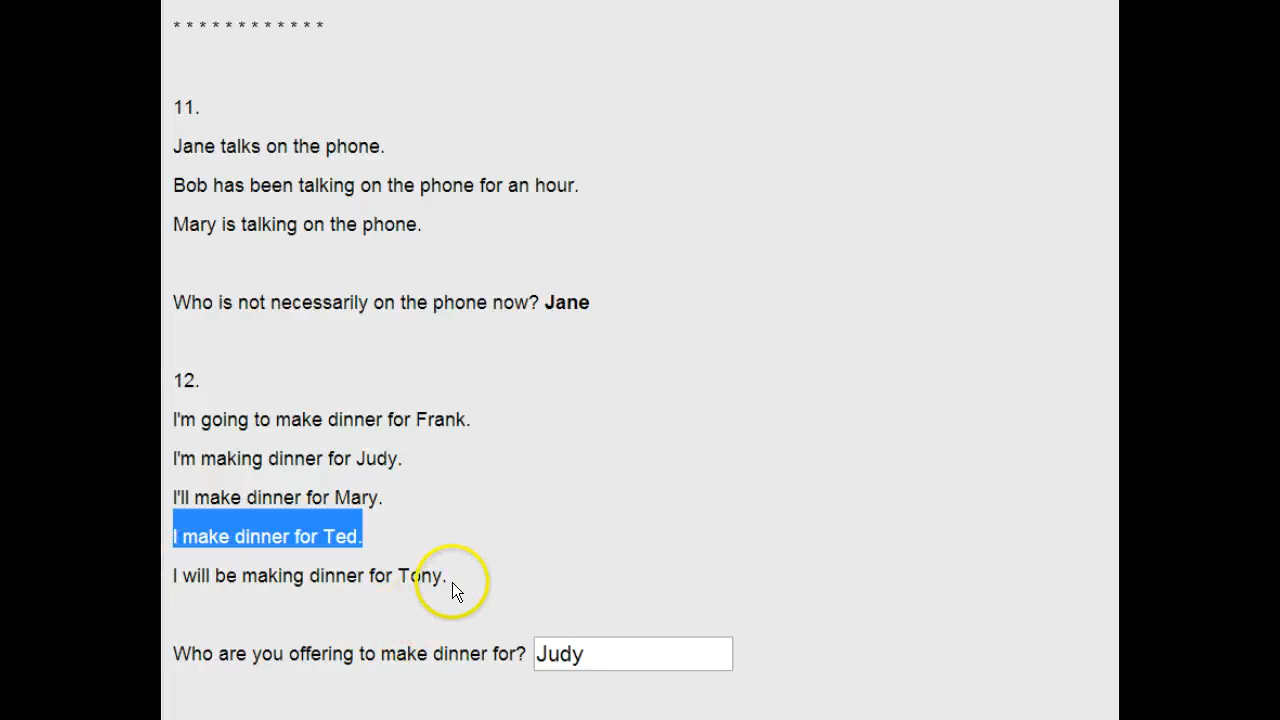 * * * * * * * * * * * *
11.
Jane talks on the phone.
Bob has been talking on the phone for an hour.
Mary is talking on the phone.
Who is not necessarily on the phone now? Jane
12.
I'm going to make dinner for Frank.
I'm making dinner for Judy.
I'll make dinner for Mary.
I make dinner for Ted.
I will be making dinner for Tony.
Who are you offering to make dinner for? Judy